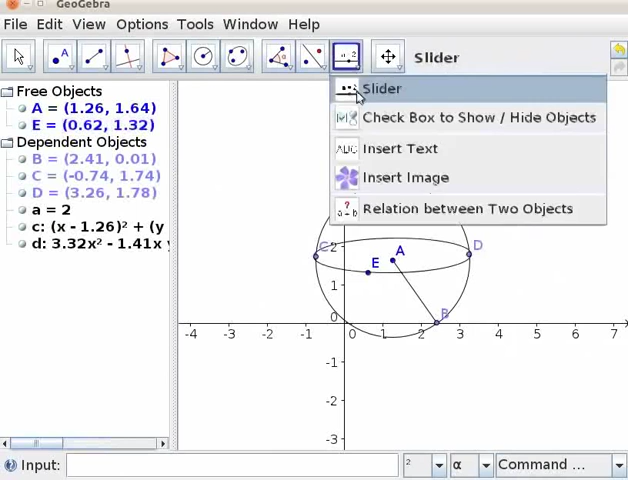 GeoGebra
File Edit View Options Tools Window Help
A
a=2
Slider
Slider
Check Box to Show / Hide Objects
ABC Insert Text
Insert Image
? a=b Relation between Two Objects
Free Objects
A = (1.26, 1.64)
E = (0.62, 1.32)
Dependent Objects
B = (2.41, 0.01)
C = (-0.74, 1.74)
D = (3.26, 1.78)
a = 2
c: (x - 1.26)² + (y
d: 3.32x² - 1.41x y
C 2 A D
E
1
B
0
-4 -3 -2 -1 0 1 2 3 4 5 6 7
-1
-2
-3
Input: 2 α Command ...